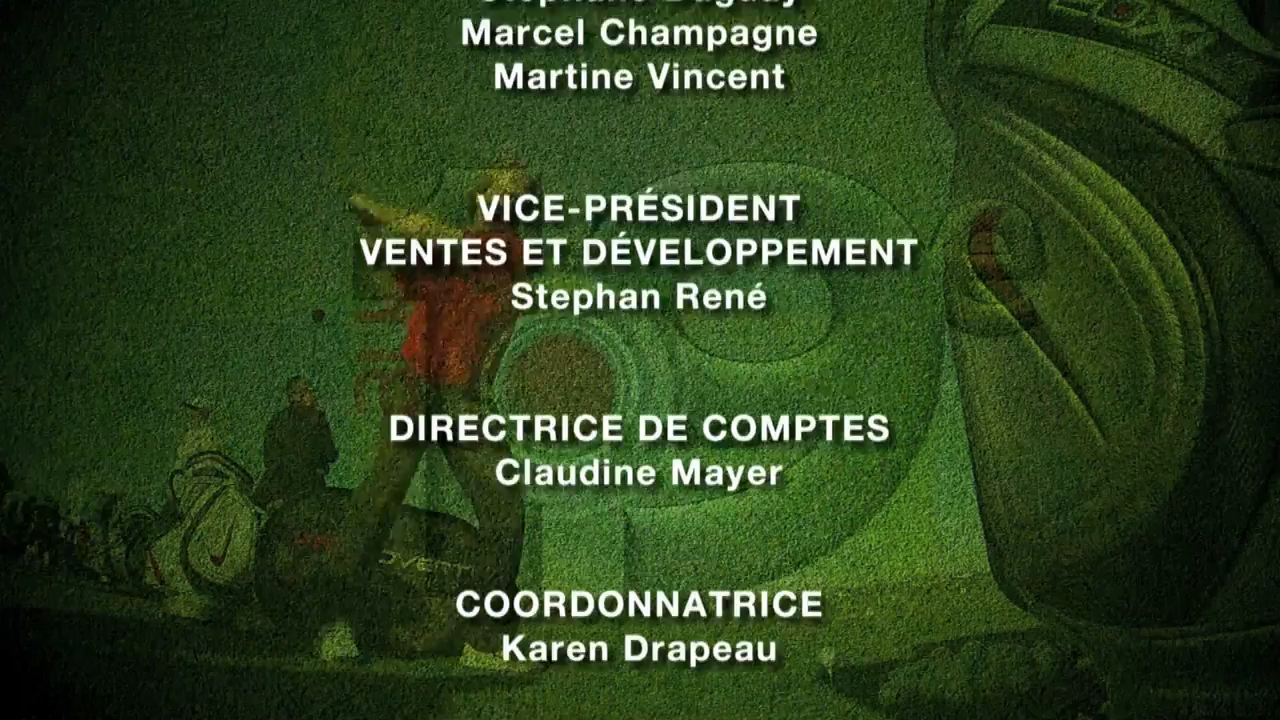 Marcel Champagne
Martine Vincent
VICE-PRÉSIDENT
VENTES ET DÉVELOPPEMENT
Stephan René
DIRECTRICE DE COMPTES
Claudine Mayer
COORDONNATRICE
Karen Drapeau